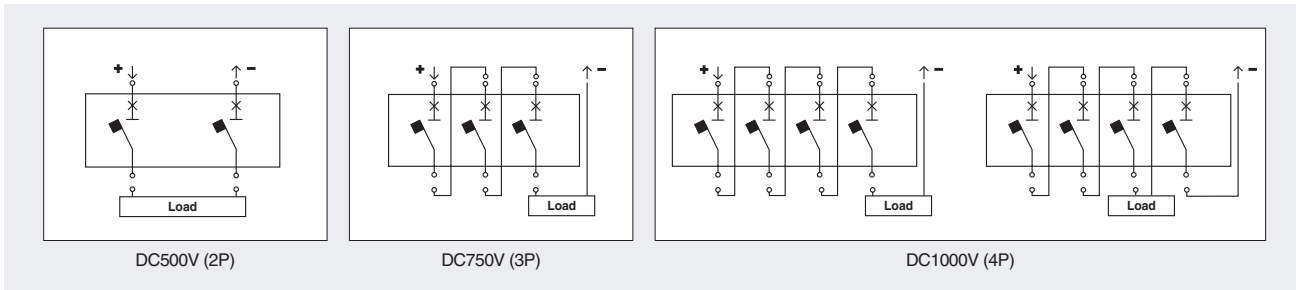 + −
+ −
+ −
+ −
Load
Load
Load
Load
DC500V (2P)
DC750V (3P)
DC1000V (4P)